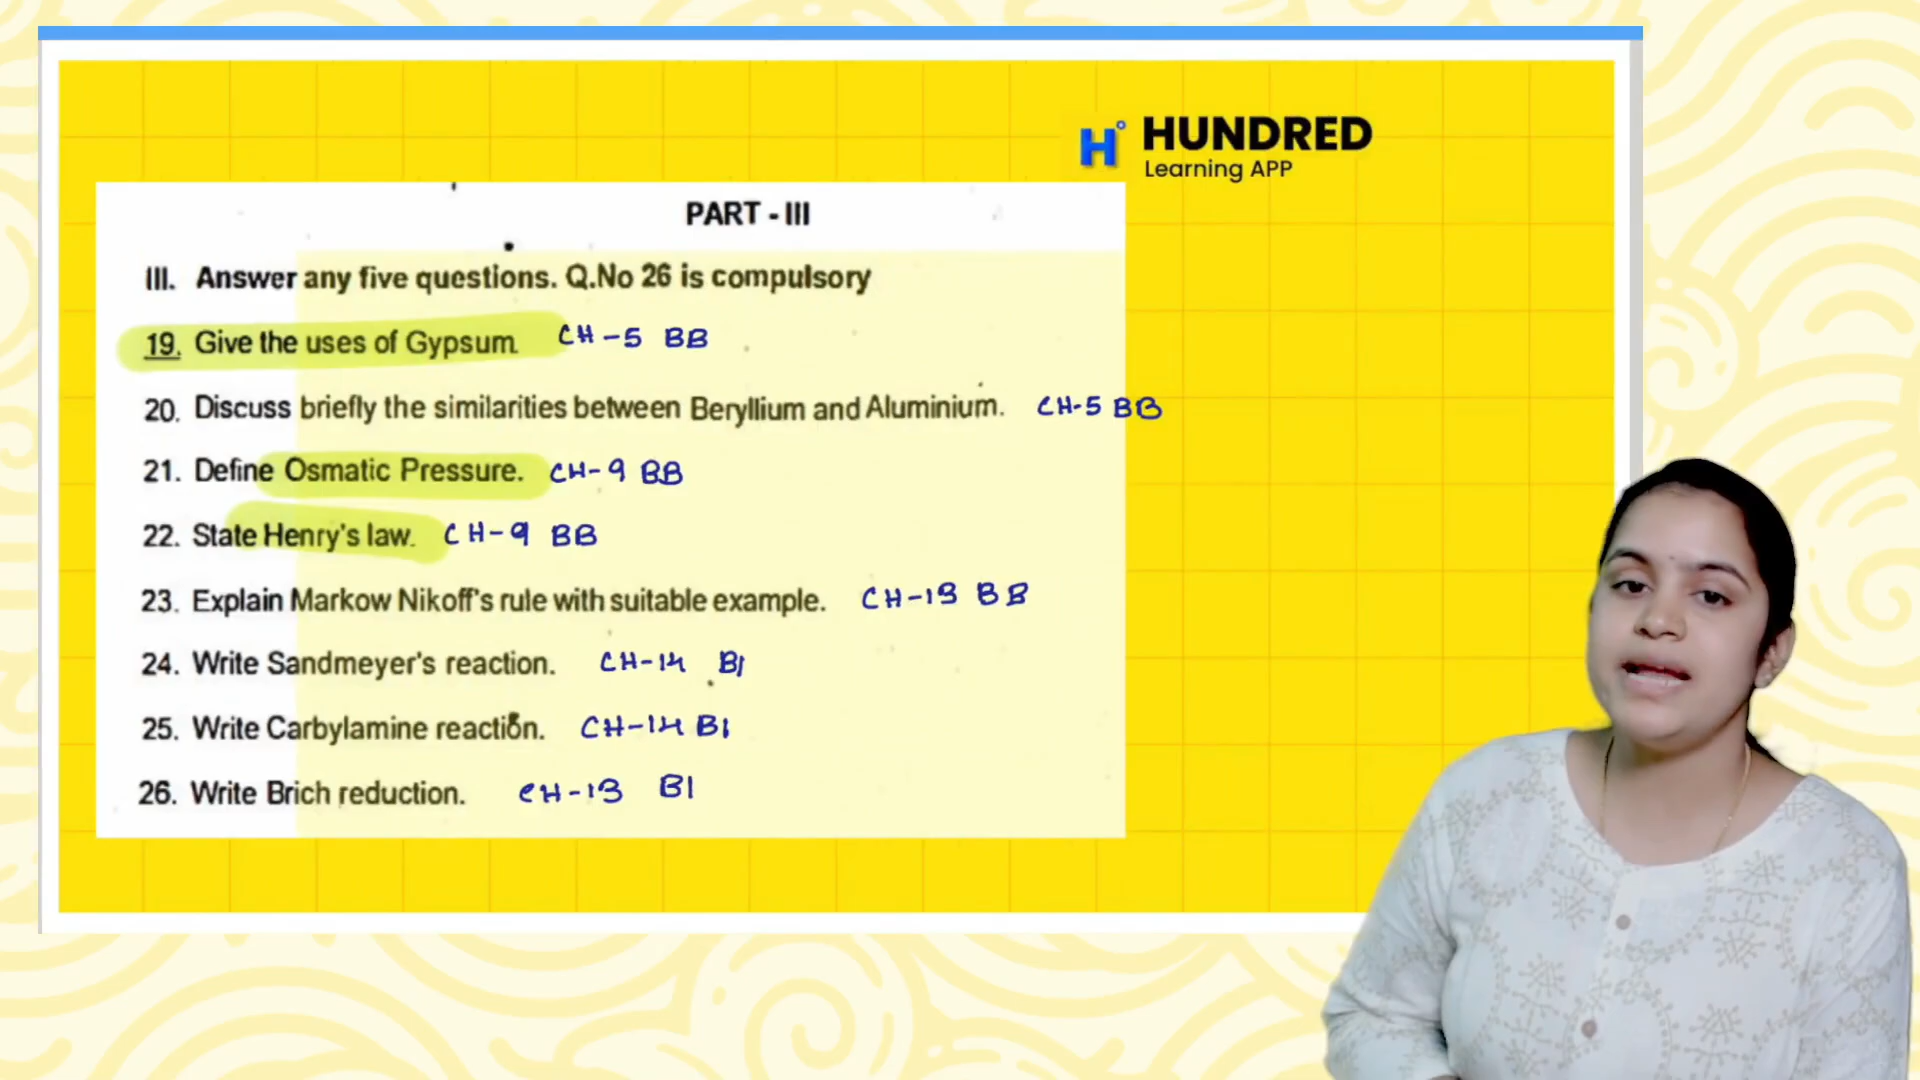 H° HUNDRED
Learning APP
PART - III
III. Answer any five questions. Q.No 26 is compulsory
19. Give the uses of Gypsum. CH-5 BB
20. Discuss briefly the similarities between Beryllium and Aluminium. CH-5 BB
21. Define Osmatic Pressure. CH-9 BB
22. State Henry's law. CH-9 BB
23. Explain Markow Nikoff's rule with suitable example. CH-13 BB
24. Write Sandmeyer's reaction. CH-14 BI
25. Write Carbylamine reaction. CH-14 BI
26. Write Brich reduction. CH-13 BI